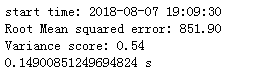 start time: 2018-08-07 19:09:30
Root Mean squared error: 851.90
Variance score: 0.54
0.14900851249694824 s